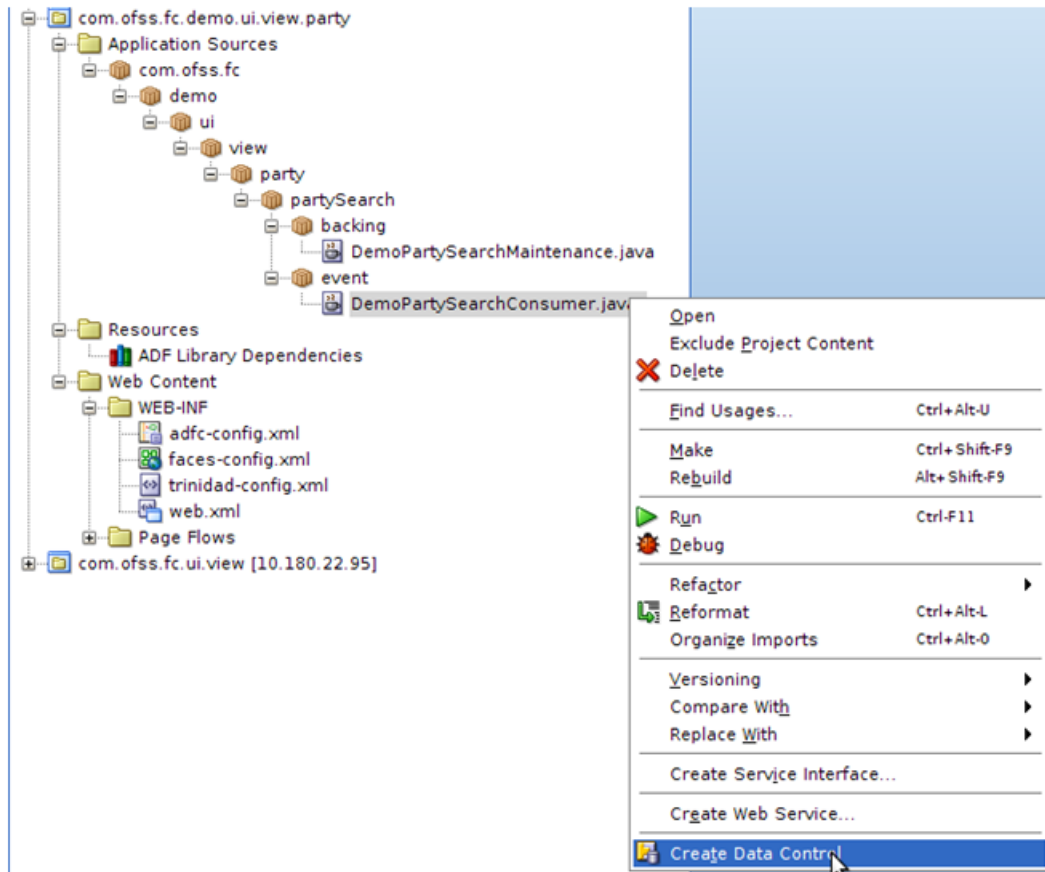 com.ofss.fc.demo.ui.view.party
Application Sources
com.ofss.fc
demo
ui
view
party
partySearch
backing
DemoPartySearchMaintenance.java
event
DemoPartySearchConsumer.java
Resources
ADF Library Dependencies
Web Content
WEB-INF
adfc-config.xml
faces-config.xml
trinidad-config.xml
web.xml
Page Flows
com.ofss.fc.ui.view [10.180.22.95]
Open
Exclude Project Content
Delete
Find Usages... Ctrl+Alt-U
Make Ctrl+Shift-F9
Rebuild Alt+Shift-F9
Run Ctrl-F11
Debug
Refactor
Reformat Ctrl+Alt-L
Organize Imports Ctrl+Alt-O
Versioning
Compare With
Replace With
Create Service Interface...
Create Web Service...
Create Data Control